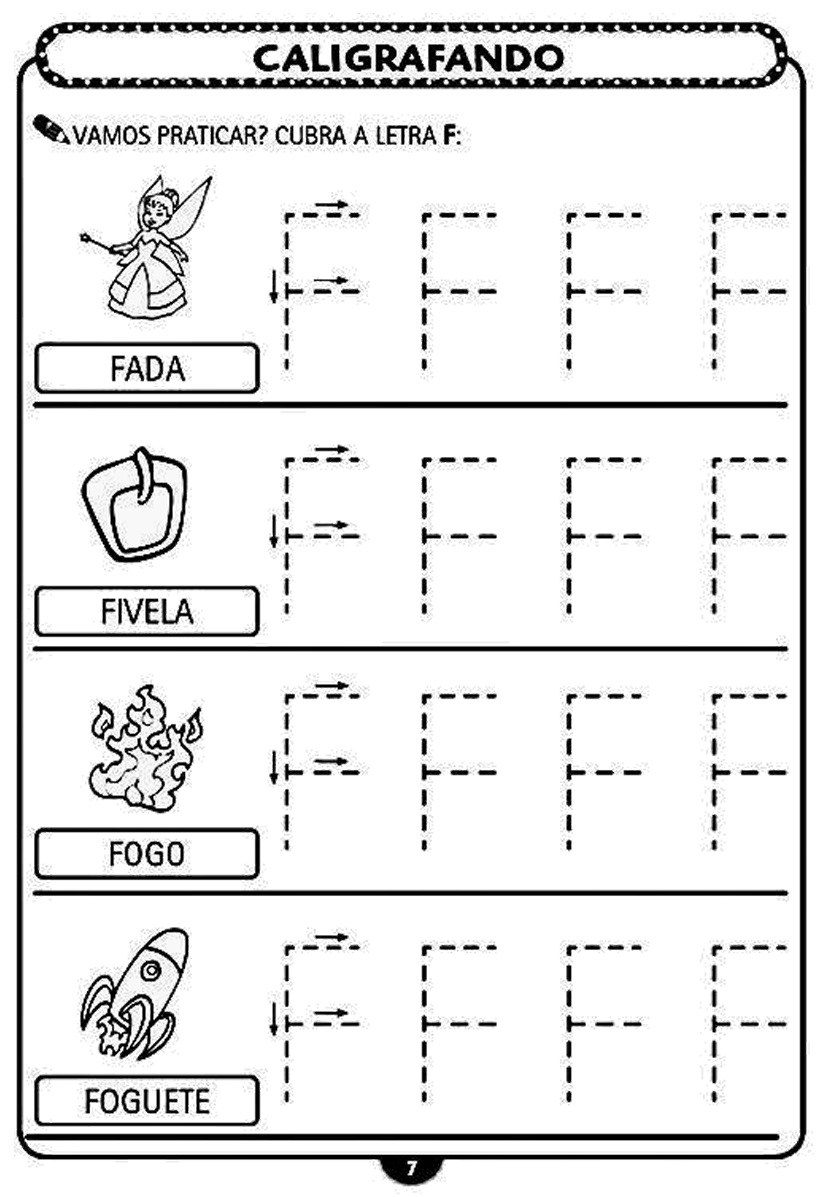 CALIGRAFANDO
VAMOS PRATICAR? CUBRA A LETRA F:
F F F F
FADA
F F F F
FIVELA
F F F F
FOGO
F F F F
FOGUETE
7